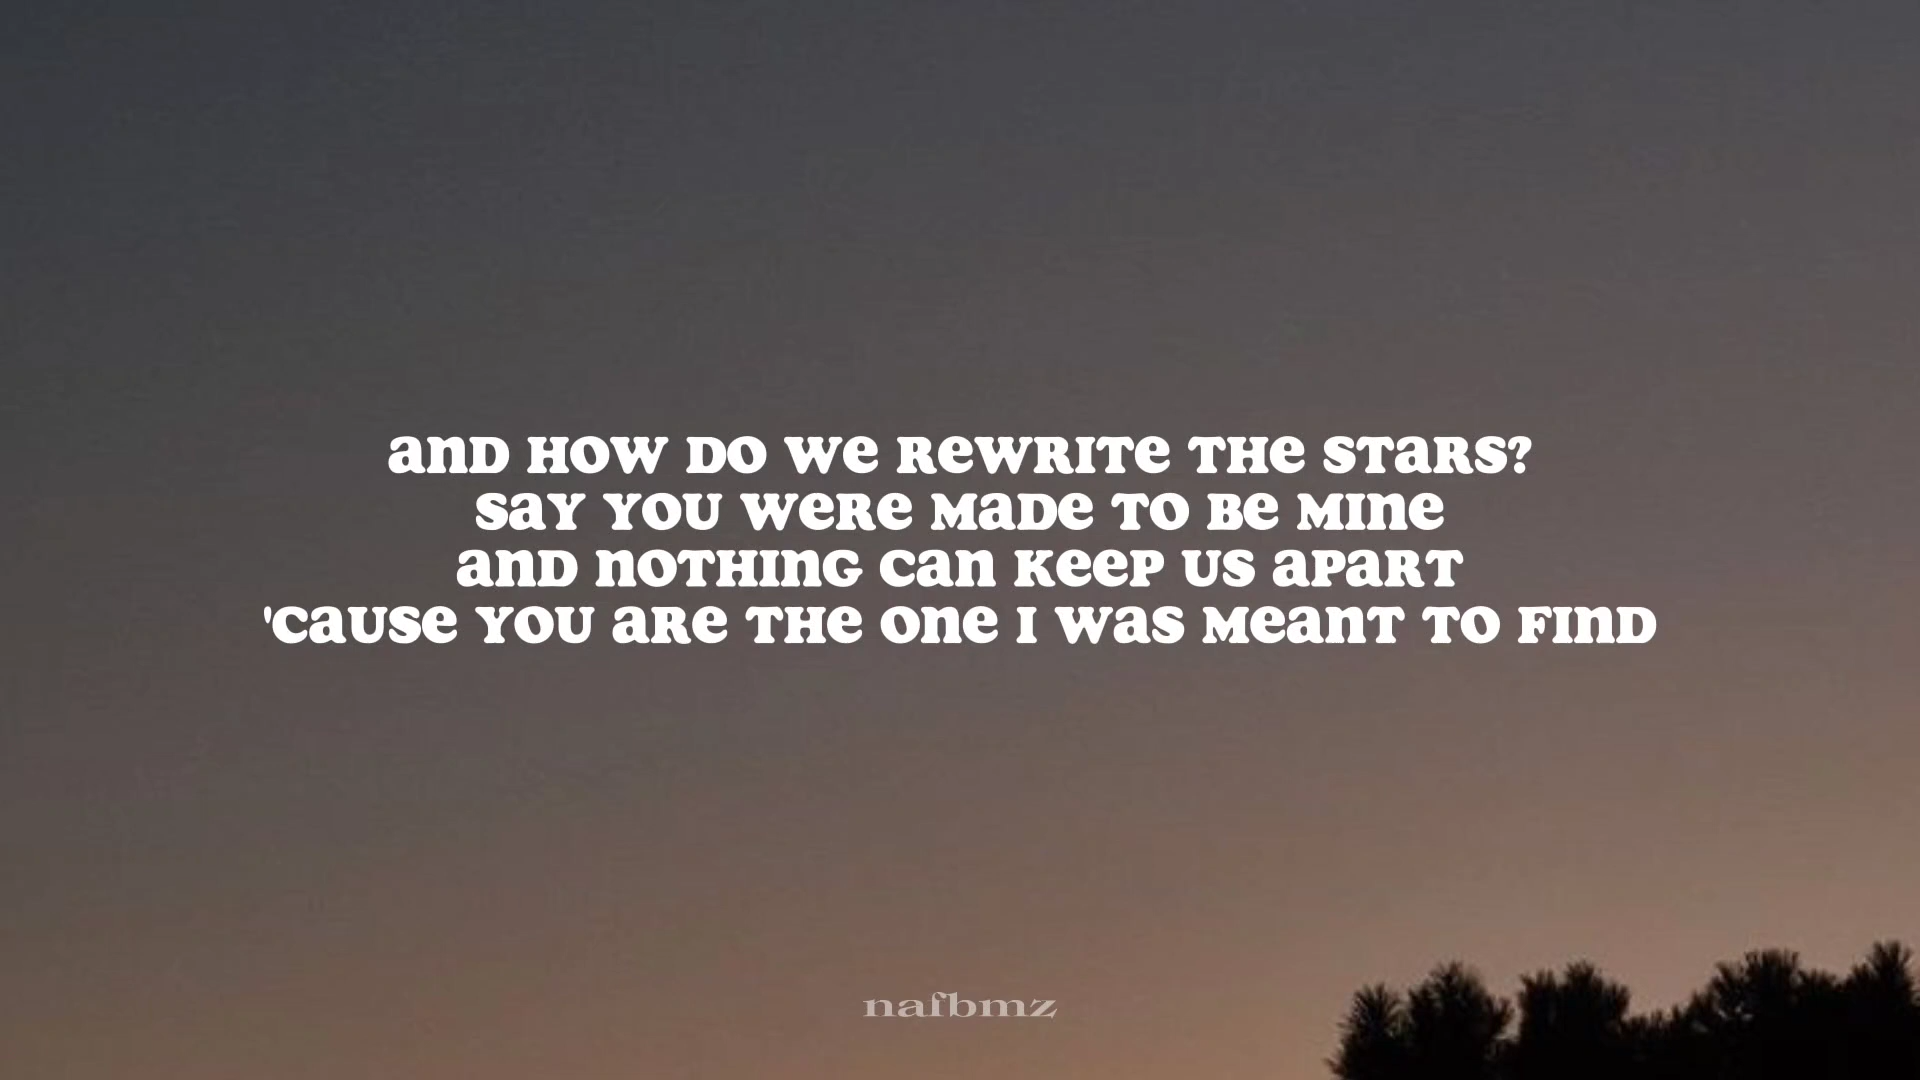 and how do we rewrite the stars?
say you were made to be mine
and nothing can keep us apart
'cause you are the one i was meant to find
nafbmz